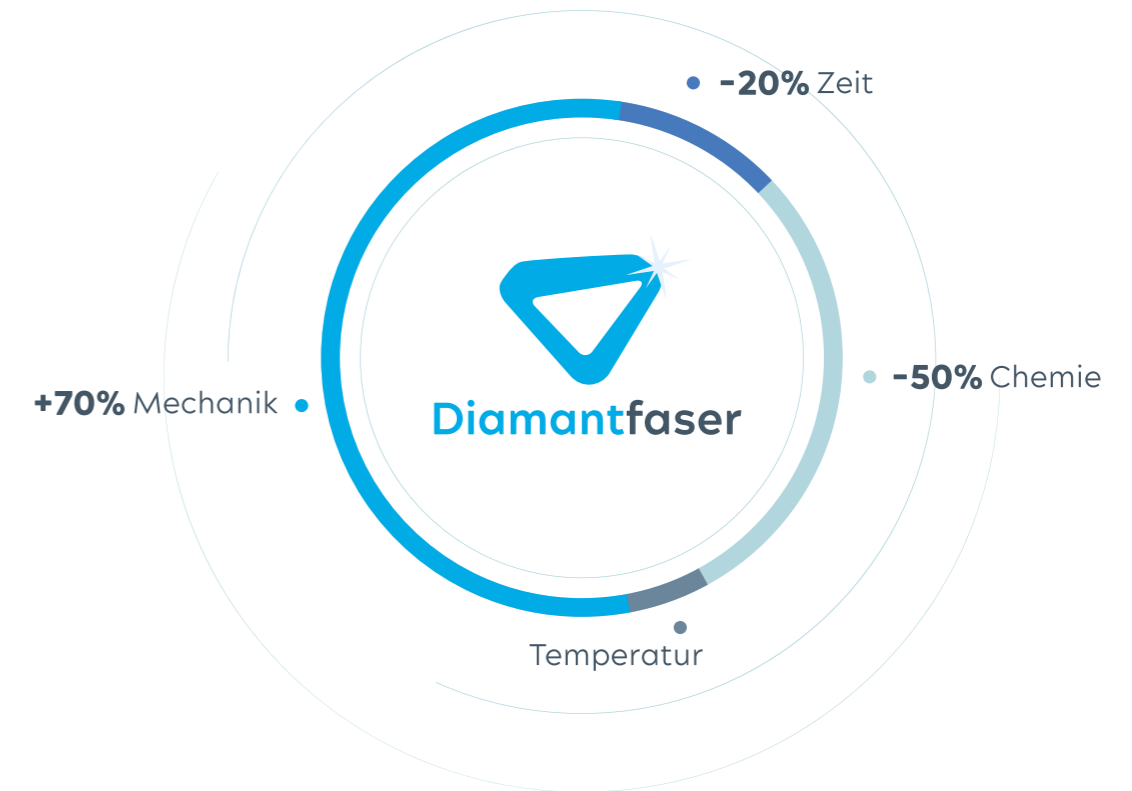 -20% Zeit
-50% Chemie
+70% Mechanik
Diamantfaser
Temperatur